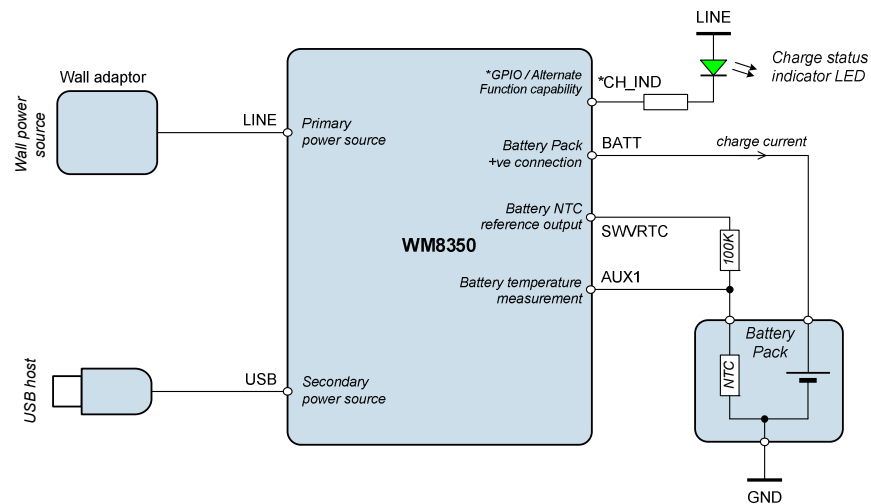 LINE
Charge status
indicator LED
*GPIO / Alternate
Function capability
*CH_IND
Wall adaptor
Wall power
source
LINE
Primary
power source
Battery Pack
+ve connection
BATT
charge current
Battery NTC
reference output
SWVRTC
100K
WM8350
Battery temperature
measurement
AUX1
Battery
Pack
NTC
USB host
USB
Secondary
power source
GND